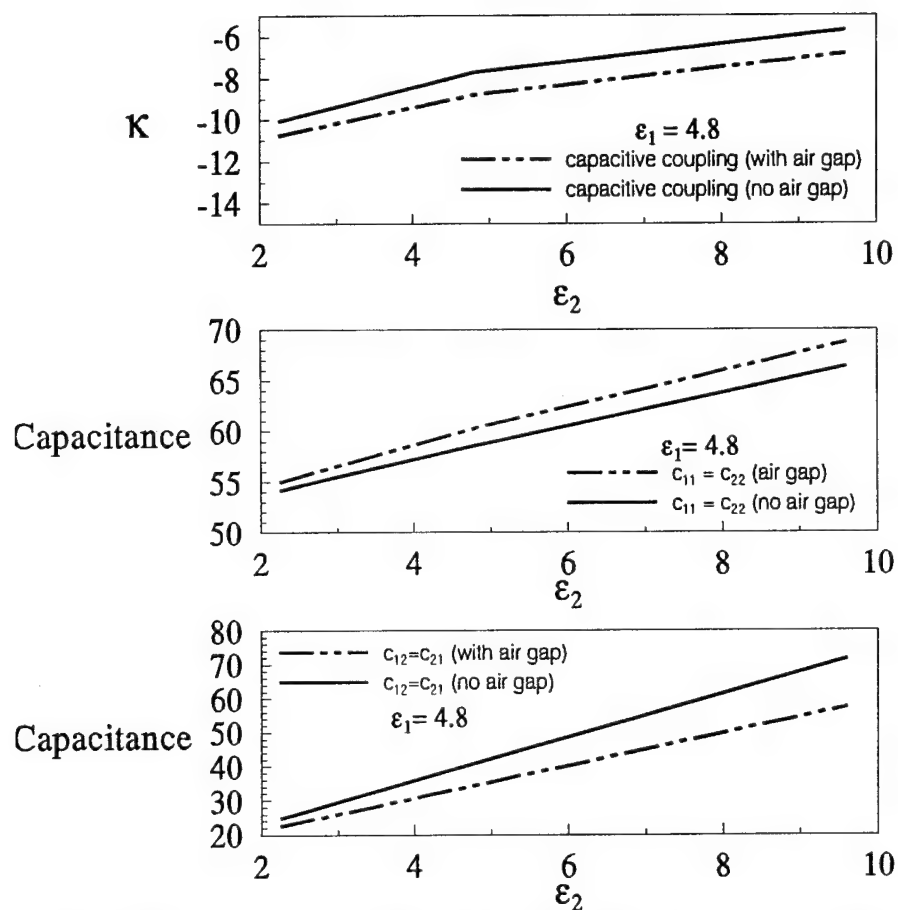 -6
-8
κ
-10
-12
-14
ε₁ = 4.8
capacitive coupling (with air gap)
capacitive coupling (no air gap)
2 4 6 8 10
ε₂
70
65
Capacitance
60
55
50
ε₁= 4.8
c₁₁ = c₂₂ (air gap)
c₁₁ = c₂₂ (no air gap)
2 4 6 8 10
ε₂
80
70
60
Capacitance
50
40
30
20
c₁₂=c₂₁ (with air gap)
c₁₂=c₂₁ (no air gap)
ε₁= 4.8
2 4 6 8 10
ε₂